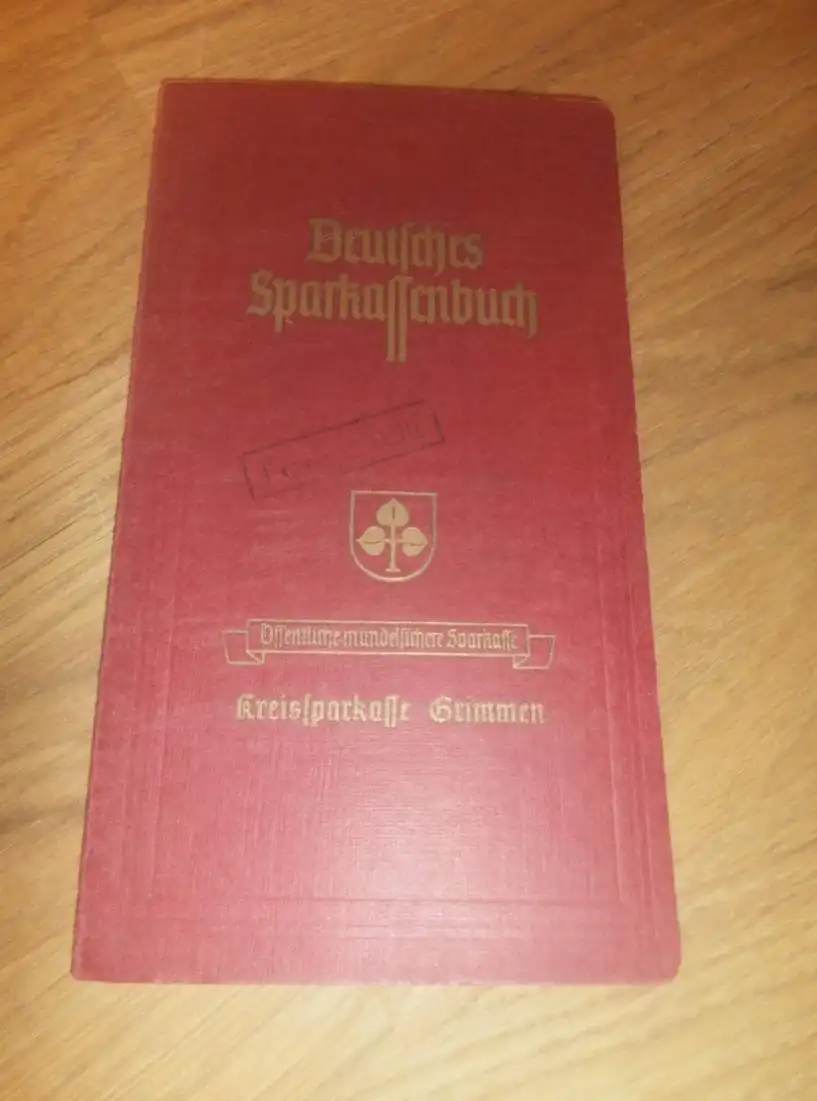 Deutsches
Sparkassenbuch
Öffentliche mündelsichere Sparkasse
Kreissparkasse Grimmen